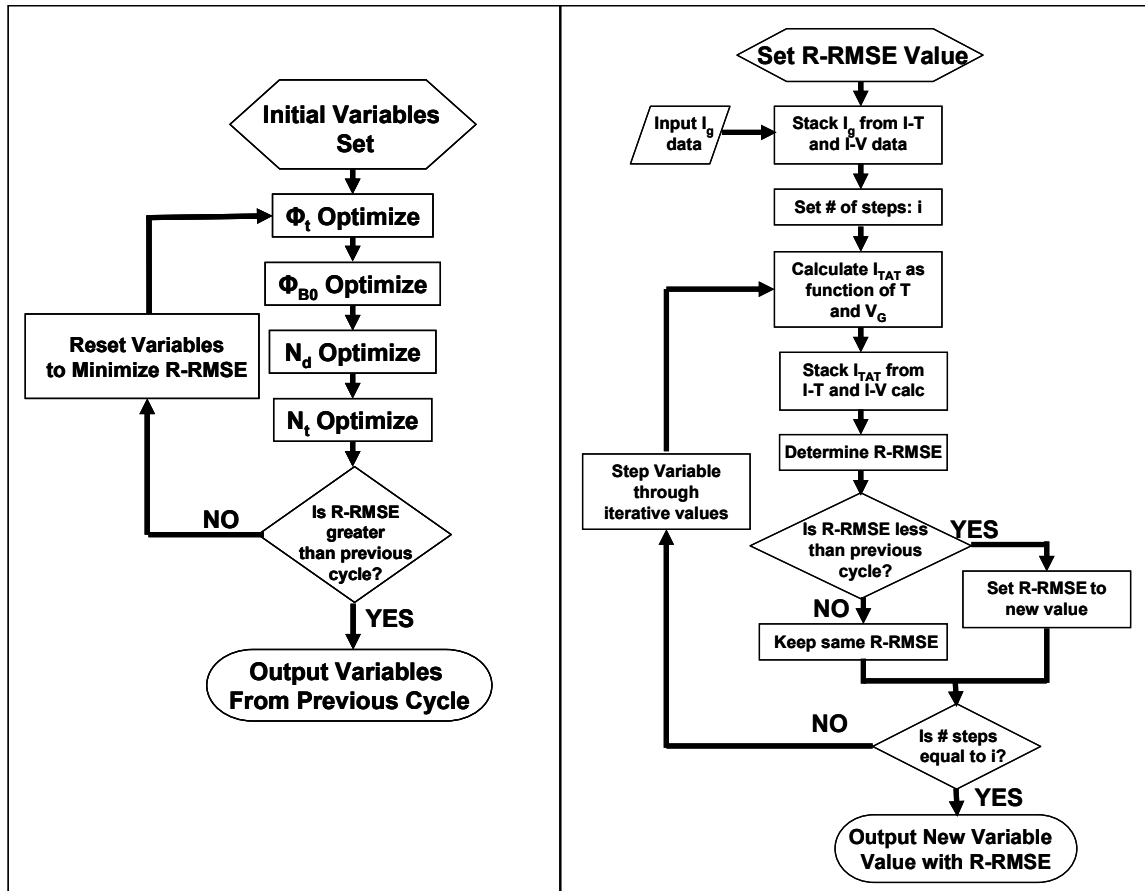 Initial Variables
Set
Φt Optimize
ΦB0 Optimize
Nd Optimize
Nt Optimize
Reset Variables
to Minimize R-RMSE
NO
Is R-RMSE
greater
than previous
cycle?
YES
Output Variables
From Previous Cycle
Set R-RMSE Value
Input Ig
data
Stack Ig from I-T
and I-V data
Set # of steps: i
Calculate ITAT as
function of T
and VG
Stack ITAT from
I-T and I-V calc
Determine R-RMSE
Step Variable
through
iterative values
Is R-RMSE less
than previous
cycle?
YES
Set R-RMSE to
new value
NO
Keep same R-RMSE
NO
Is # steps
equal to i?
YES
Output New Variable
Value with R-RMSE